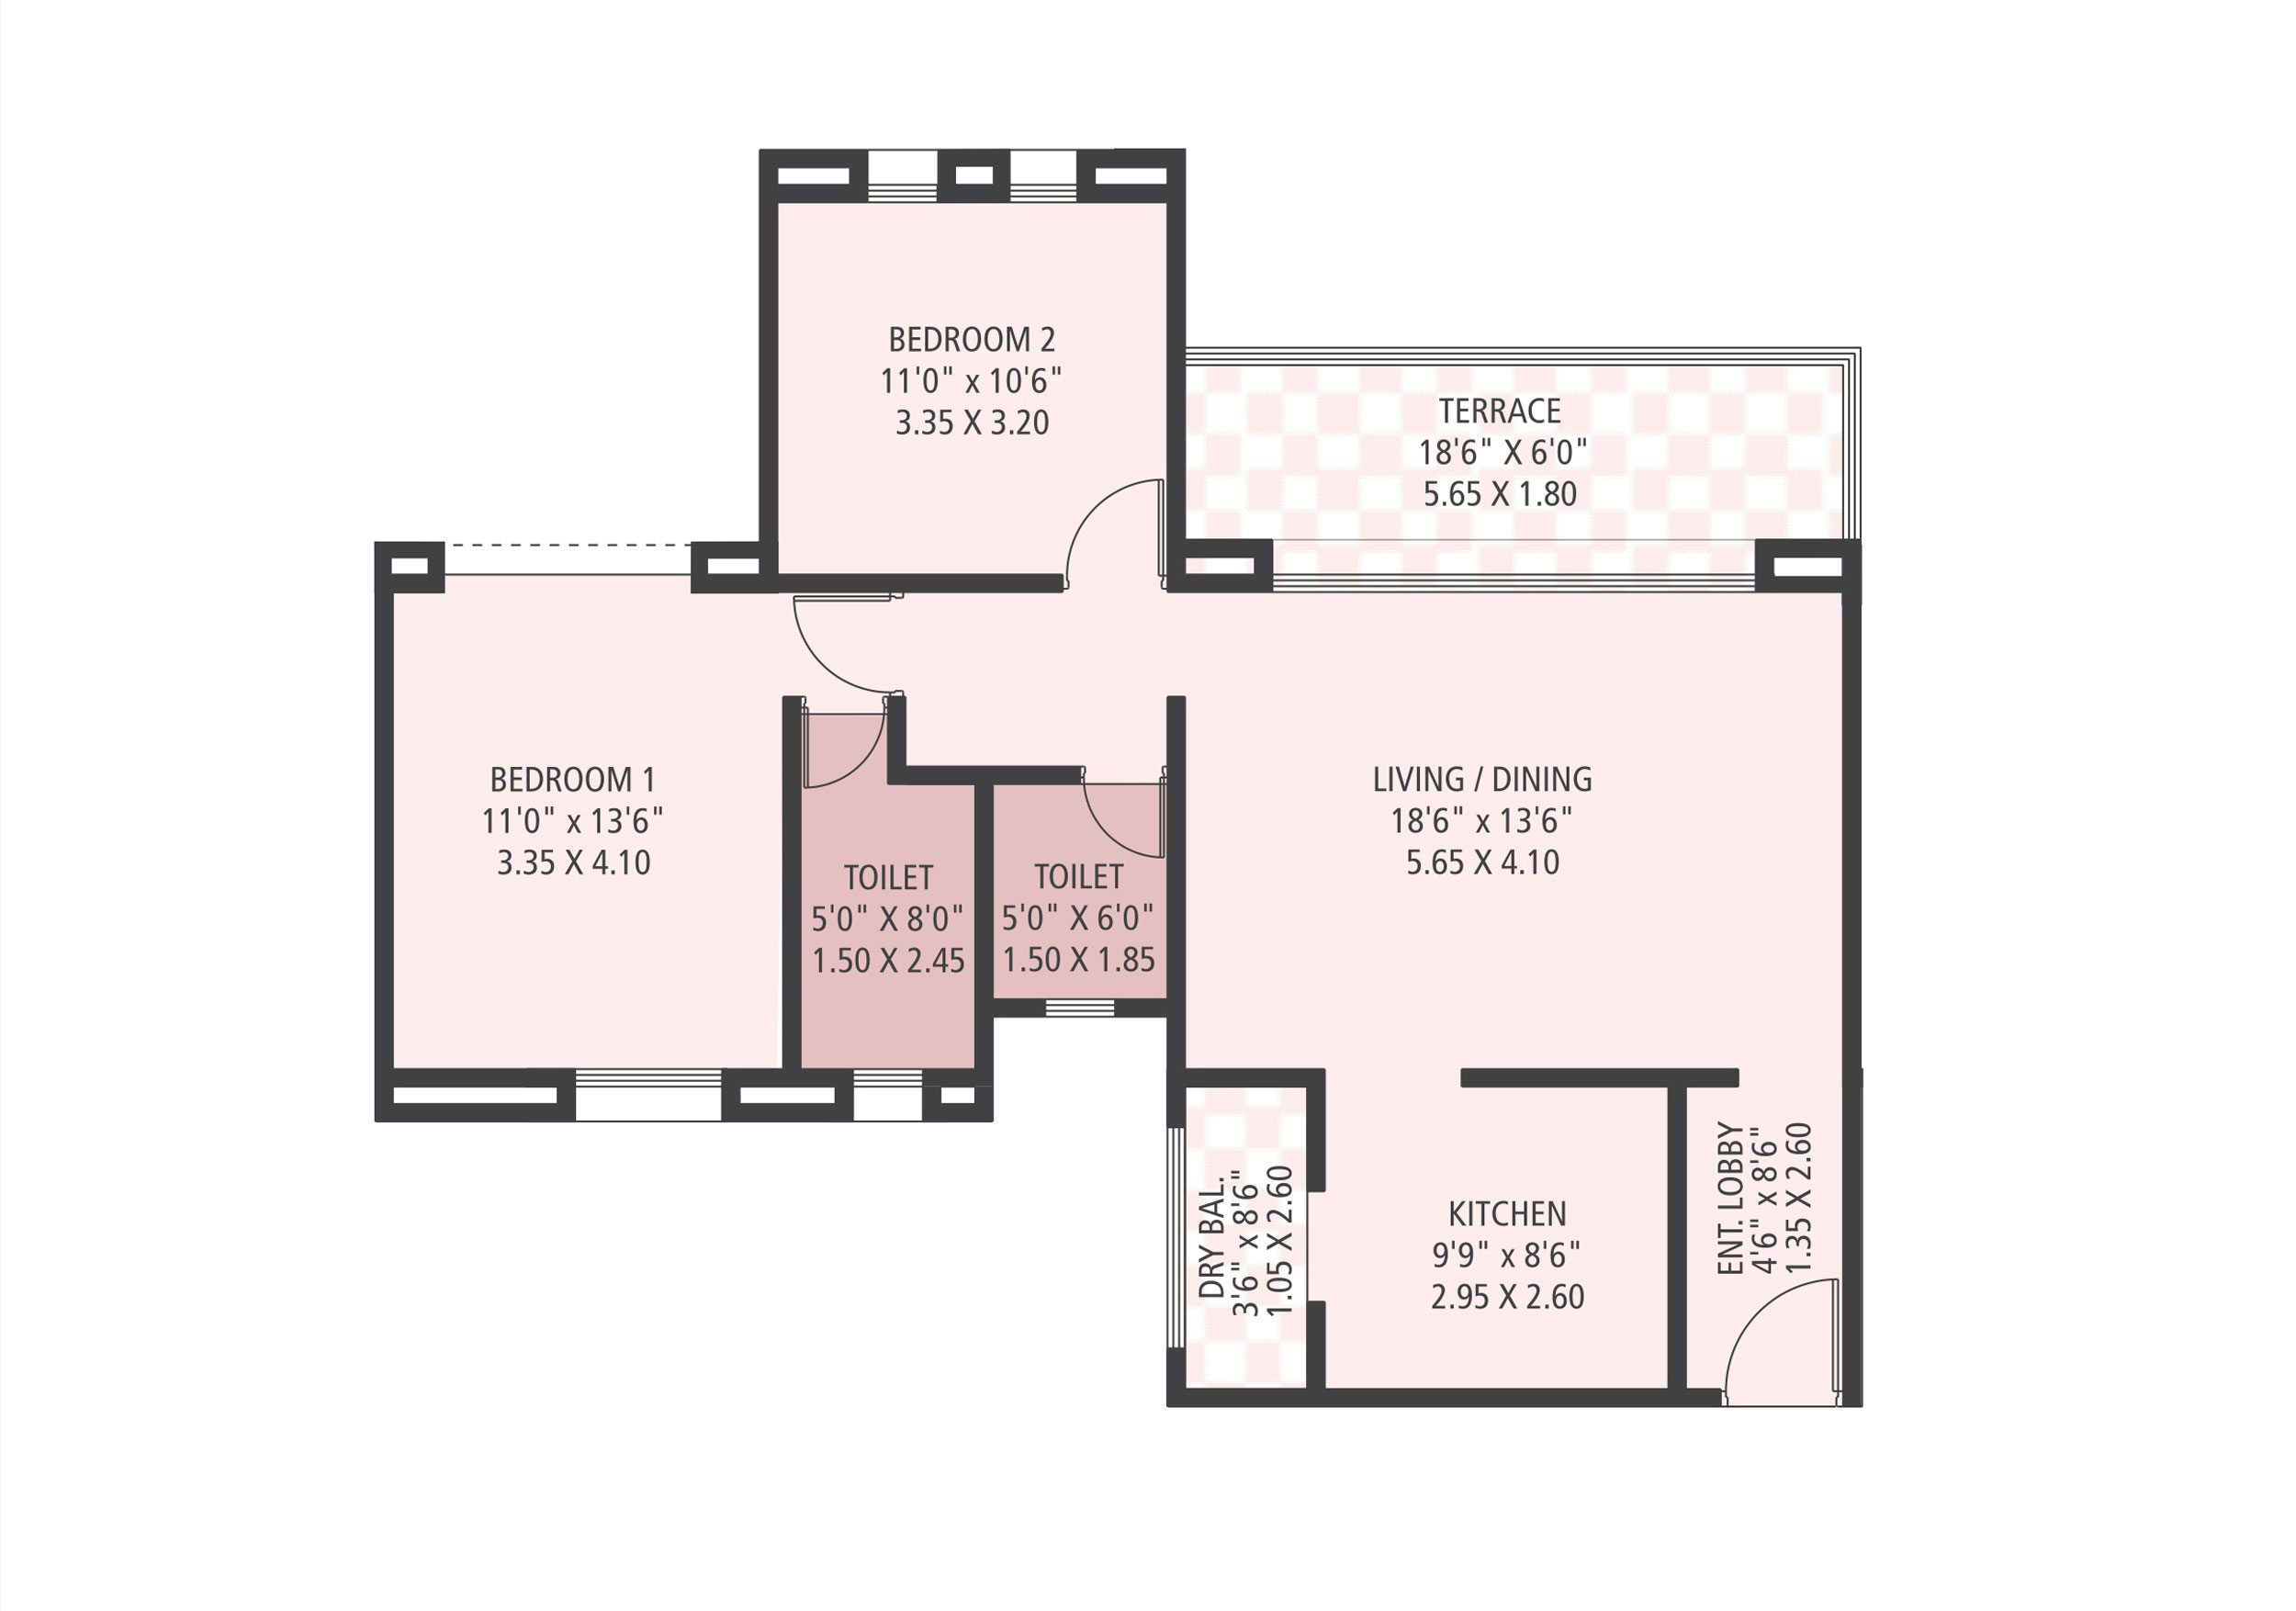 BEDROOM 2
11'0" x 10'6"
3.35 X 3.20
TERRACE
18'6" X 6'0"
5.65 X 1.80
BEDROOM 1
11'0" x 13'6"
3.35 X 4.10
TOILET
5'0" X 8'0"
1.50 X 2.45
TOILET
5'0" X 6'0"
1.50 X 1.85
LIVING / DINING
18'6" x 13'6"
5.65 X 4.10
DRY BAL.
3'6" x 8'6"
1.05 X 2.60
KITCHEN
9'9" x 8'6"
2.95 X 2.60
ENT. LOBBY
4'6" x 8'6"
1.35 X 2.60